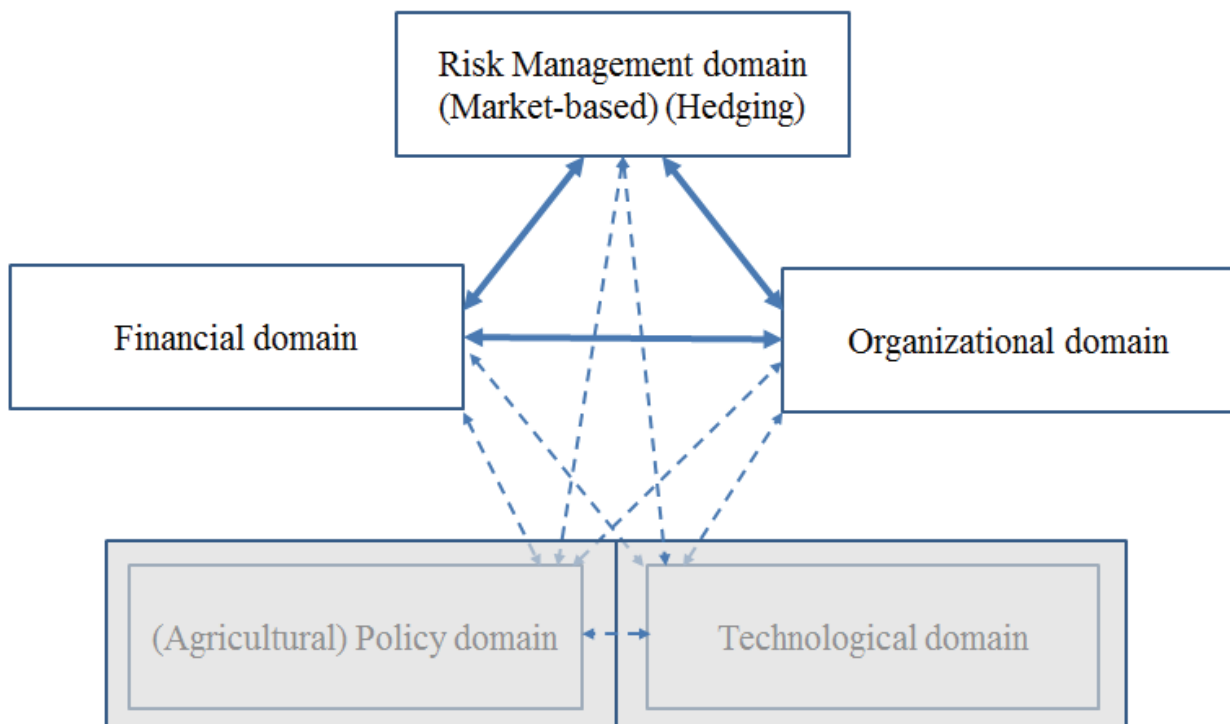 Risk Management domain
(Market-based) (Hedging)
Financial domain
Organizational domain
(Agricultural) Policy domain
Technological domain